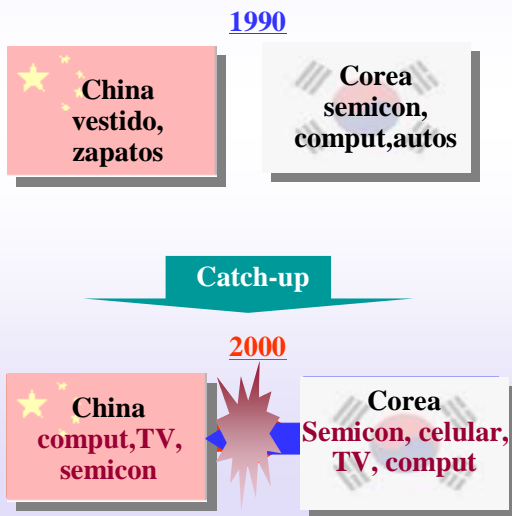 1990
China
vestido,
zapatos
Corea
semicon,
comput,autos
Catch-up
2000
China
comput,TV,
semicon
Corea
Semicon, celular,
TV, comput